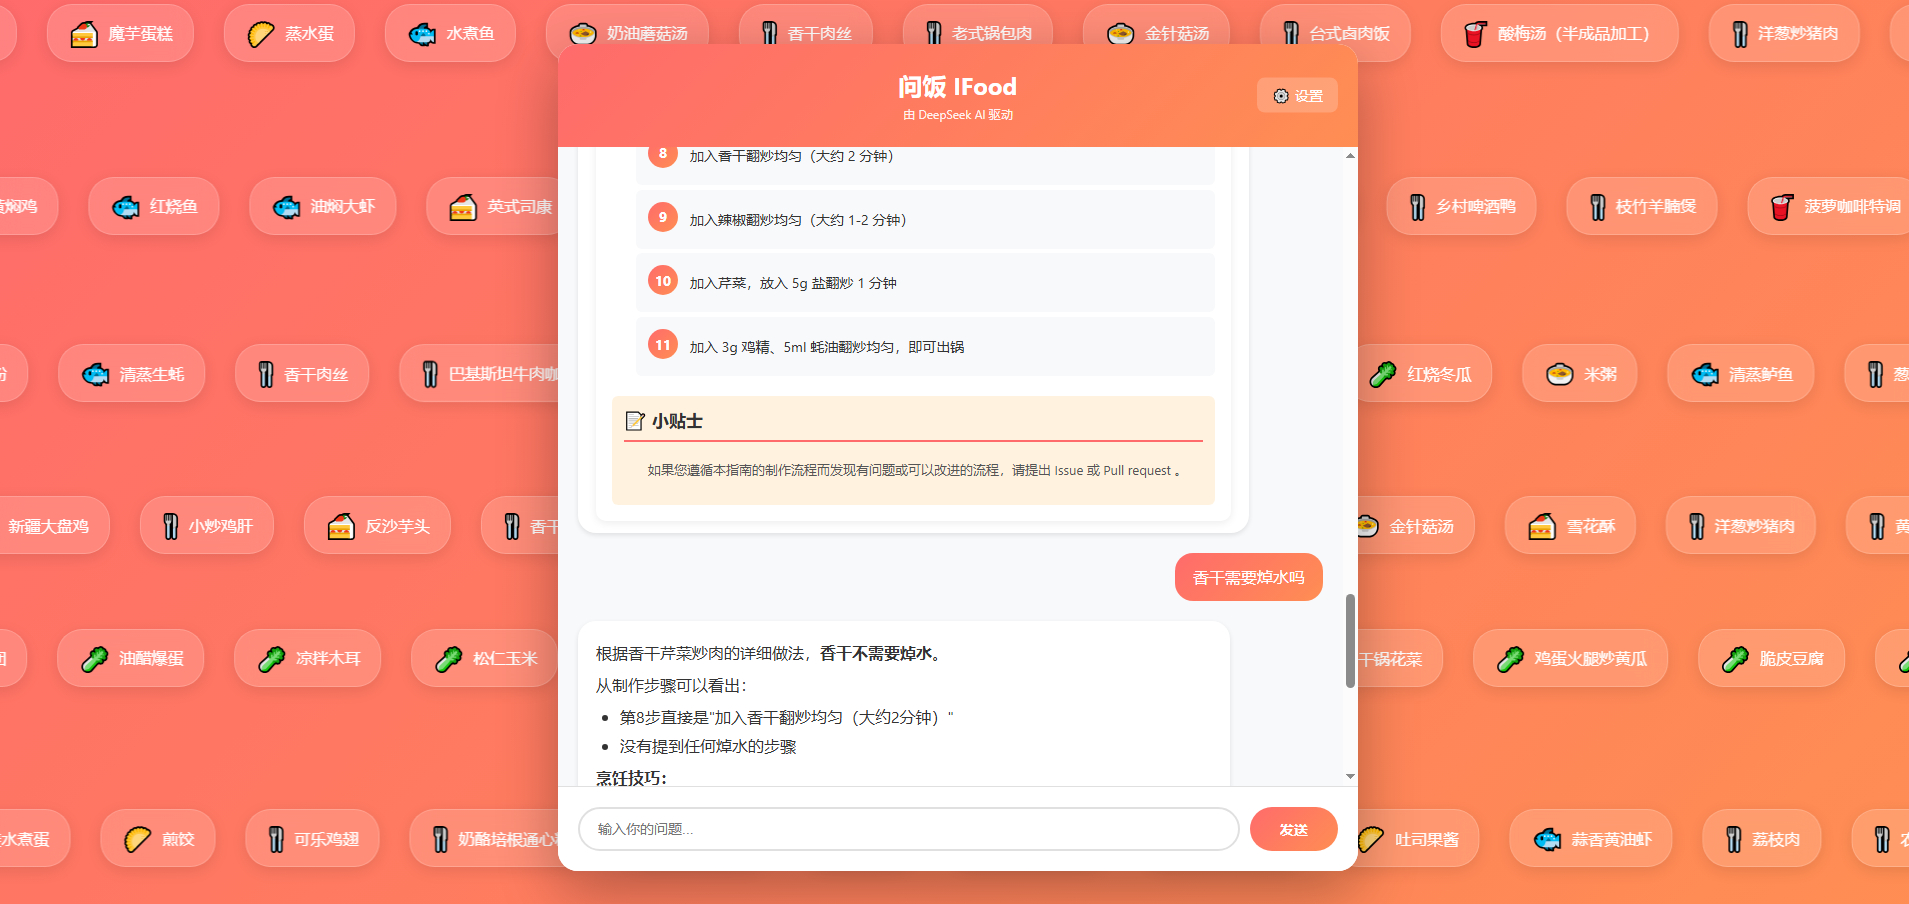 魔芋蛋糕
蒸水蛋
水煮鱼
奶油蘑菇汤
香干肉丝
老式锅包肉
金针菇汤
台式卤肉饭
酸梅汤（半成品加工）
洋葱炒猪肉
问饭 IFood
由 DeepSeek AI 驱动
设置
8 加入香干翻炒均匀（大约 2 分钟）
黄焖鸡
红烧鱼
油焖大虾
英式司康
9 加入辣椒翻炒均匀（大约 1-2 分钟）
乡村啤酒鸭
枝竹羊腩煲
菠萝咖啡特调
10 加入芹菜，放入 5g 盐翻炒 1 分钟
11 加入 3g 鸡精、5ml 蚝油翻炒均匀，即可出锅
清蒸生蚝
香干肉丝
巴基斯坦牛肉咖
红烧冬瓜
米粥
清蒸鲈鱼
葱
小贴士
如果您遵循本指南的制作流程而发现有问题或可以改进的流程，请提出 Issue 或 Pull request 。
新疆大盘鸡
小炒鸡肝
反沙芋头
香干
金针菇汤
雪花酥
洋葱炒猪肉
黄
香干需要焯水吗
油醋爆蛋
凉拌木耳
松仁玉米
根据香干芹菜炒肉的详细做法，香干不需要焯水。
从制作步骤可以看出：
第8步直接是"加入香干翻炒均匀（大约2分钟）"
没有提到任何焯水的步骤
烹饪技巧：
干锅花菜
鸡蛋火腿炒黄瓜
脆皮豆腐
水煮蛋
煎饺
可乐鸡翅
奶酪培根通心
输入你的问题...
发送
吐司果酱
蒜香黄油虾
荔枝肉
农